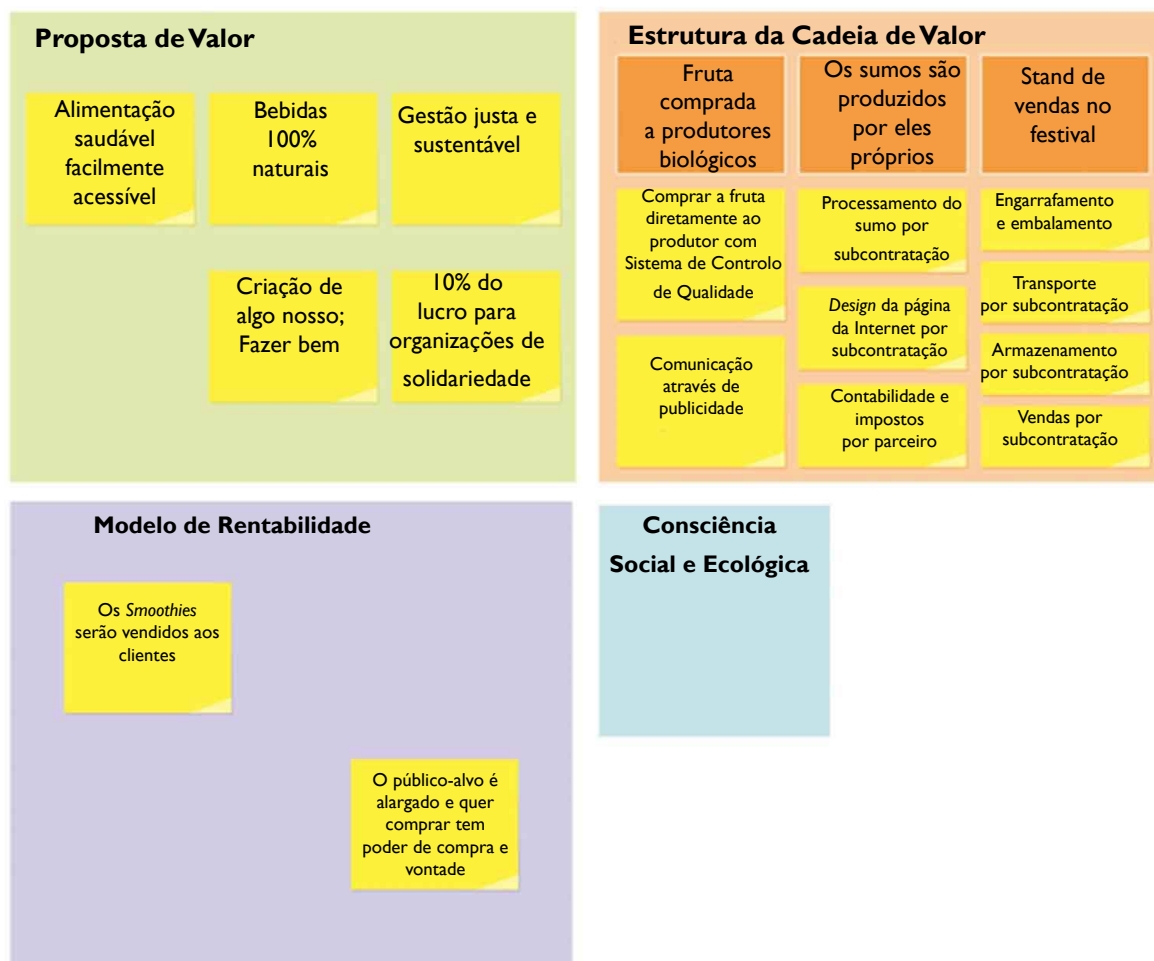 Proposta de Valor
Alimentação
saudável
facilmente
acessível
Bebidas
100%
naturais
Gestão justa e
sustentável
Criação de
algo nosso;
Fazer bem
10% do
lucro para
organizações de
solidariedade
Estrutura da Cadeia de Valor
Fruta
comprada
a produtores
biológicos
Os sumos são
produzidos
por eles
próprios
Stand de
vendas no
festival
Comprar a fruta
diretamente ao
produtor com
Sistema de Controlo
de Qualidade
Comunicação
através de
publicidade
Processamento do
sumo por
subcontratação
Design da página
da Internet por
subcontratação
Contabilidade e
impostos
por parceiro
Engarrafamento
e embalamento
Transporte
por subcontratação
Armazenamento
por subcontratação
Vendas por
subcontratação
Modelo de Rentabilidade
Os Smoothies
serão vendidos aos
clientes
O público-alvo é
alargado e quer
comprar tem
poder de compra e
vontade
Consciência
Social e Ecológica